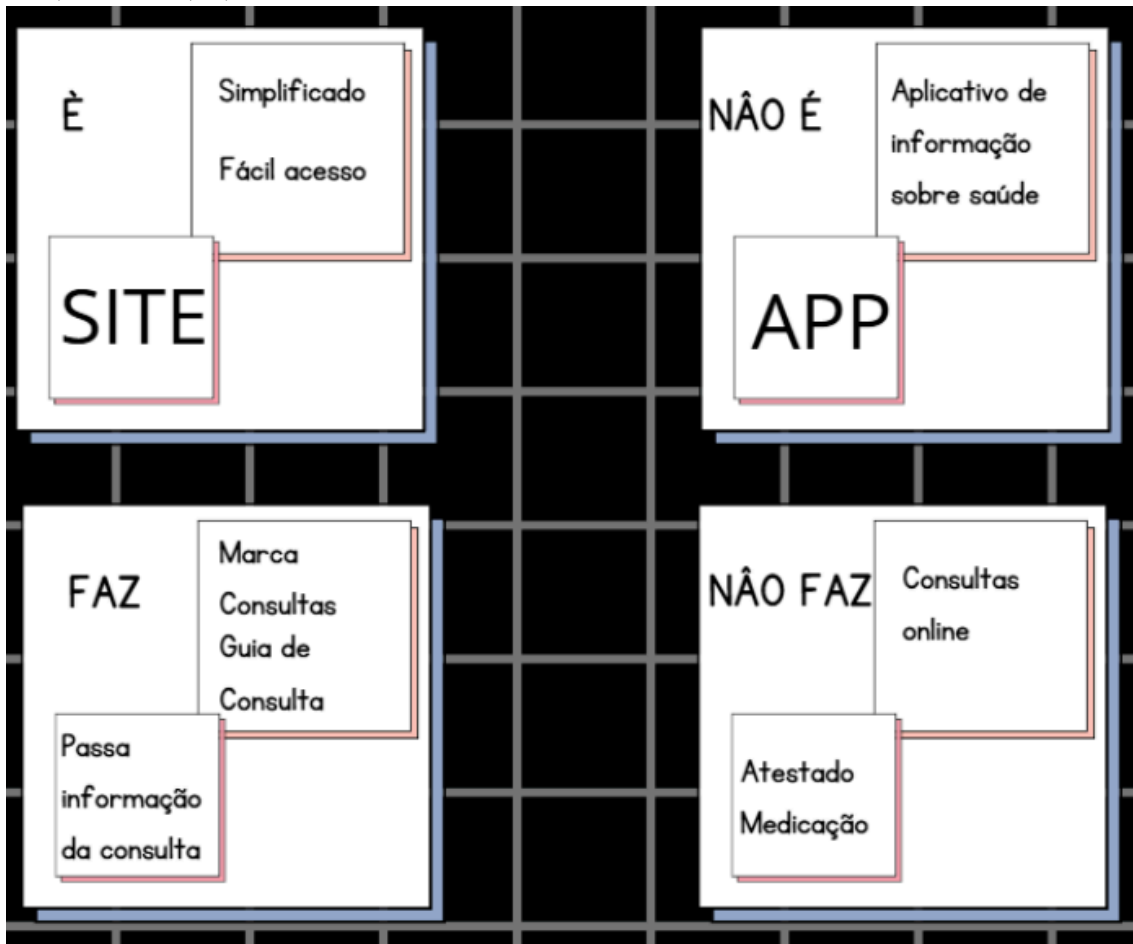 È
Simplificado
Fácil acesso
SITE
NÂO É
Aplicativo de
informação
sobre saúde
APP
FAZ
Marca
Consultas
Guia de
Consulta
Passa
informação
da consulta
NÂO FAZ
Consultas
online
Atestado
Medicação